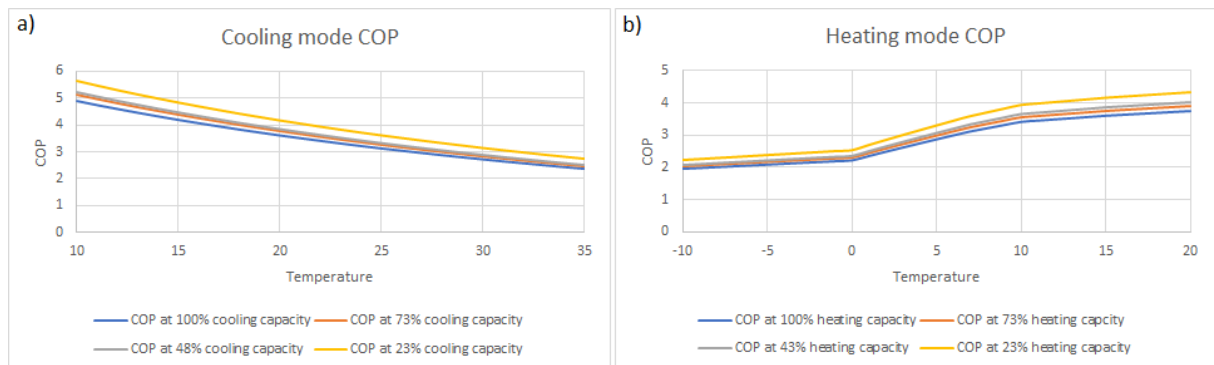 a)
Cooling mode COP
6
5
4
3
2
1
0
COP
10 15 20 25 30 35
Temperature
COP at 100% cooling capacity COP at 73% cooling capacity
COP at 48% cooling capacity COP at 23% cooling capacity
b)
Heating mode COP
5
4
3
2
1
0
COP
-10 -5 0 5 10 15 20
Temperature
COP at 100% heating capacity COP at 73% heating capcity
COP at 43% heating capacity COP at 23% heating capacity